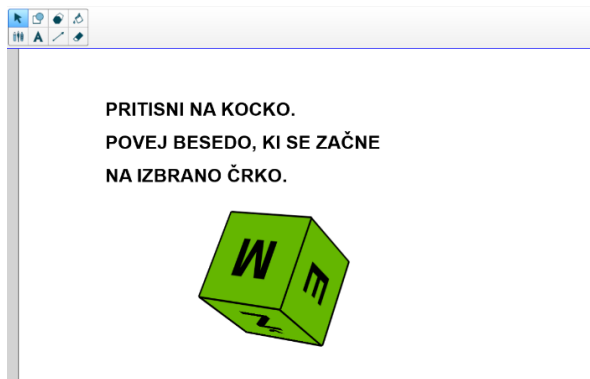 PRITISNI NA KOCKO.
POVEJ BESEDO, KI SE ZAČNE
NA IZBRANO ČRKO.
M
E